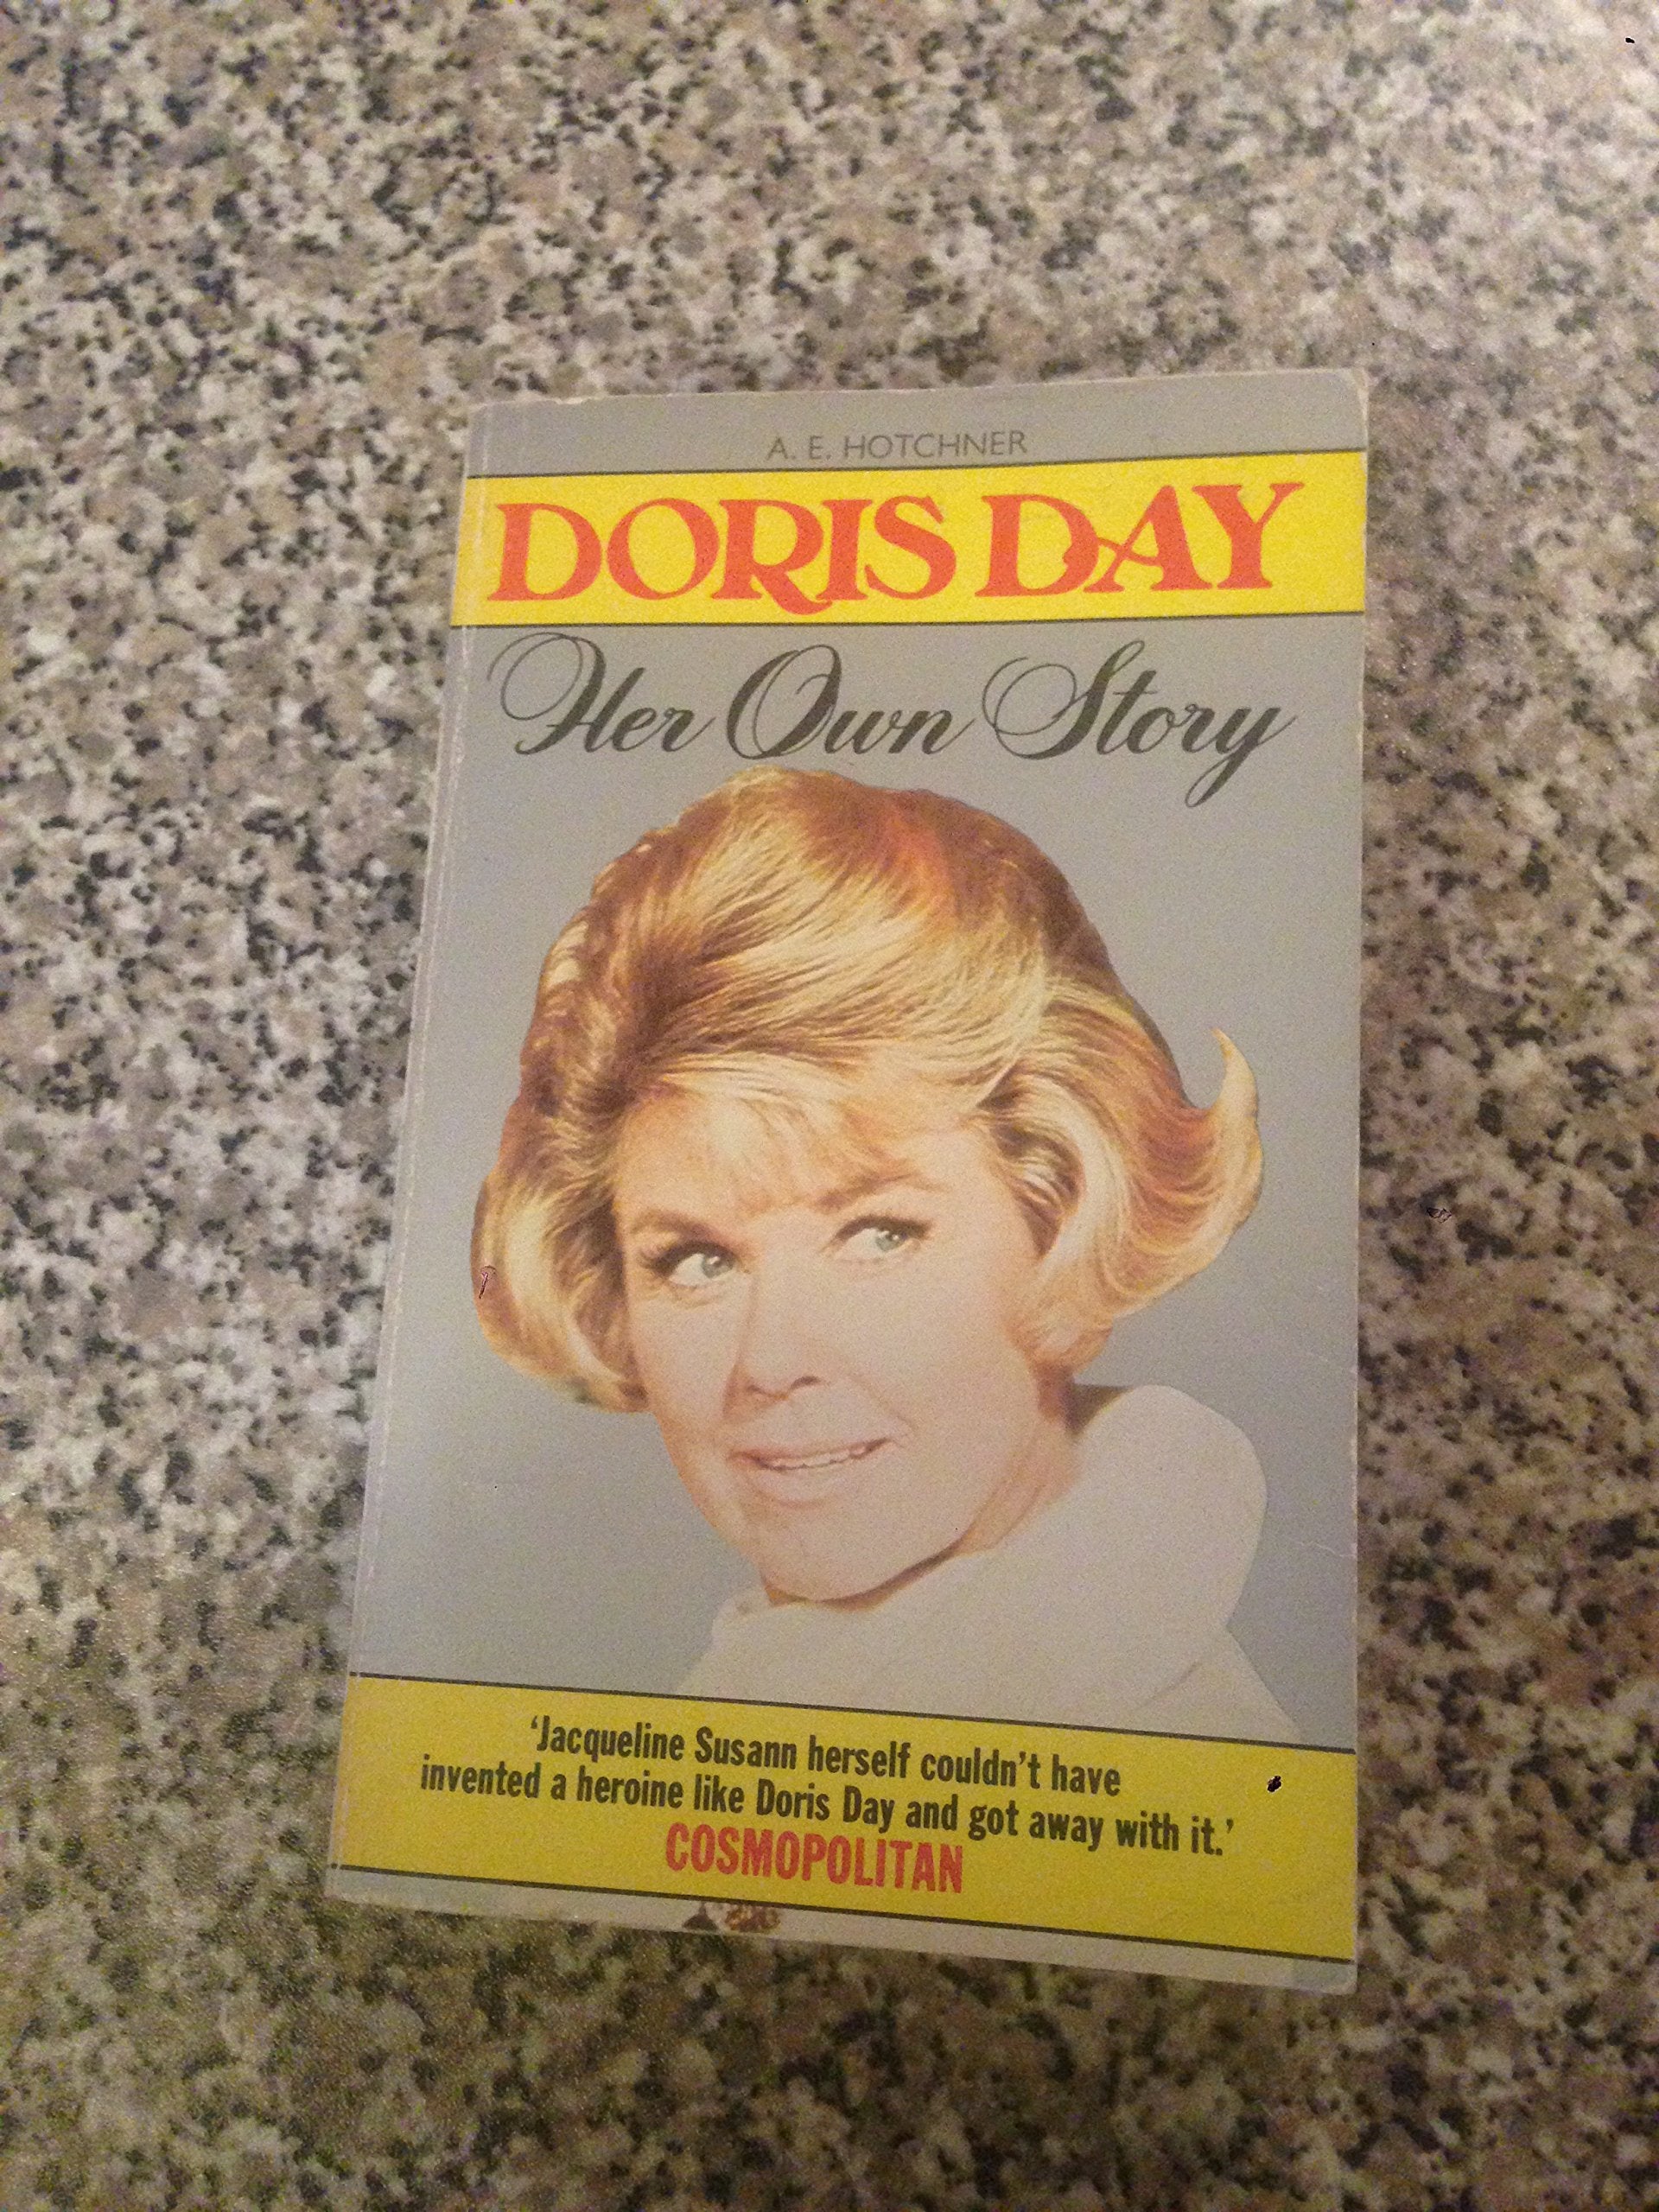 A. E. HOTCHNER
DORIS DAY
Her Own Story
‘Jacqueline Susann herself couldn’t have
invented a heroine like Doris Day and got away with it.’
COSMOPOLITAN